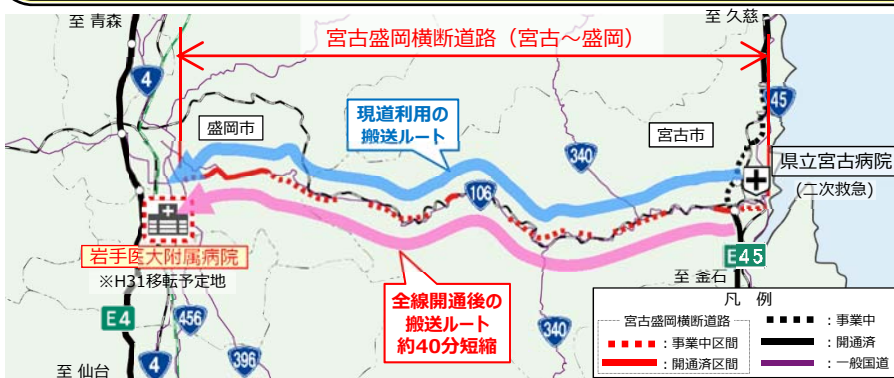 至 青森
至 久慈
宮古盛岡横断道路（宮古～盛岡）
4
45
現道利用の
搬送ルート
盛岡市
宮古市
340
県立宮古病院
(二次救急)
106
岩手医大附属病院
※H31移転予定地
E45
至 釜石
全線開通後の
搬送ルート
約40分短縮
E4
456
340
4
396
至 仙台
凡 例
宮古盛岡横断道路
：事業中区間
：開通済区間
：事業中
：開通済
：一般国道